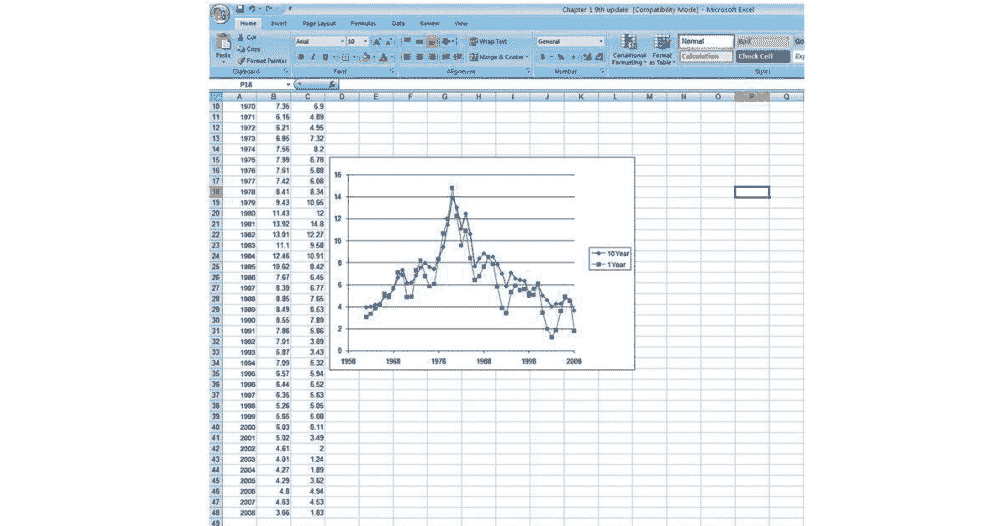 Chapter 1 9th update [Compatibility Mode] - Microsoft Excel
Home Insert Page Layout Formulas Data Review View
Cut
Copy
Paste
Format Painter
Arial 10
Wrap Text
Merge & Center
General
Conditional Formatting
Format as Table
Normal
Calculation
Check Cell
Clipboard Font Alignment Number Styles
P18
A B C D E F G H I J K L M N O P Q
10 1970 7.35 6.9
11 1971 6.16 4.89
12 1972 6.21 4.95
13 1973 6.85 7.32
14 1974 7.56 8.2
15 1975 7.99 6.78
16 1976 7.61 5.88
17 1977 7.42 6.08
18 1978 8.41 8.34
19 1979 9.43 10.65
20 1980 11.43 12
21 1981 13.92 14.8
22 1982 13.01 12.27
23 1983 11.1 9.58
24 1984 12.46 10.91
25 1985 10.62 8.42
26 1986 7.67 6.45
27 1987 8.39 6.77
28 1988 8.85 7.65
29 1989 8.49 8.53
30 1990 8.55 7.89
31 1991 7.86 5.86
32 1992 7.01 3.89
33 1993 5.87 3.43
34 1994 7.09 5.32
35 1995 6.57 5.94
36 1996 6.44 5.52
37 1997 6.35 5.63
38 1998 5.26 5.05
39 1999 5.65 5.08
40 2000 6.03 6.11
41 2001 5.02 3.49
42 2002 4.61 2
43 2003 4.01 1.24
44 2004 4.27 1.89
45 2005 4.29 3.62
46 2006 4.8 4.94
47 2007 4.63 4.53
48 2008 3.66 1.83
49
16
14
12
10
8
6
4
2
0
1958 1968 1978 1988 1998 2008
10 Year
1 Year